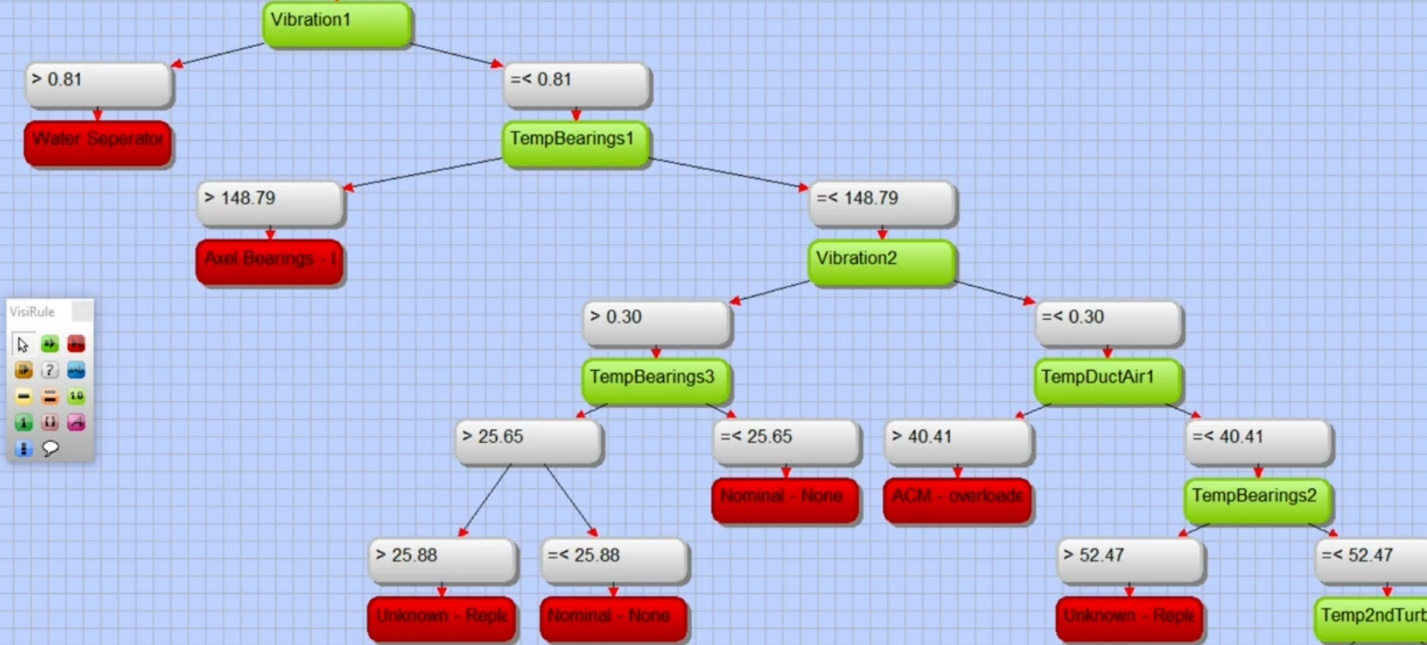 Vibration1
> 0.81
=< 0.81
Water Seperator
TempBearings1
> 148.79
=< 148.79
Axel Bearings -
Vibration2
> 0.30
=< 0.30
VisiRule
TempBearings3
TempDuctAir1
> 25.65
=< 25.65
> 40.41
=< 40.41
Nominal - None
ACM - overloade
TempBearings2
> 25.88
=< 25.88
> 52.47
=< 52.47
Unknown - Repla
Nominal - None
Unknown - Repla
Temp2ndTurb